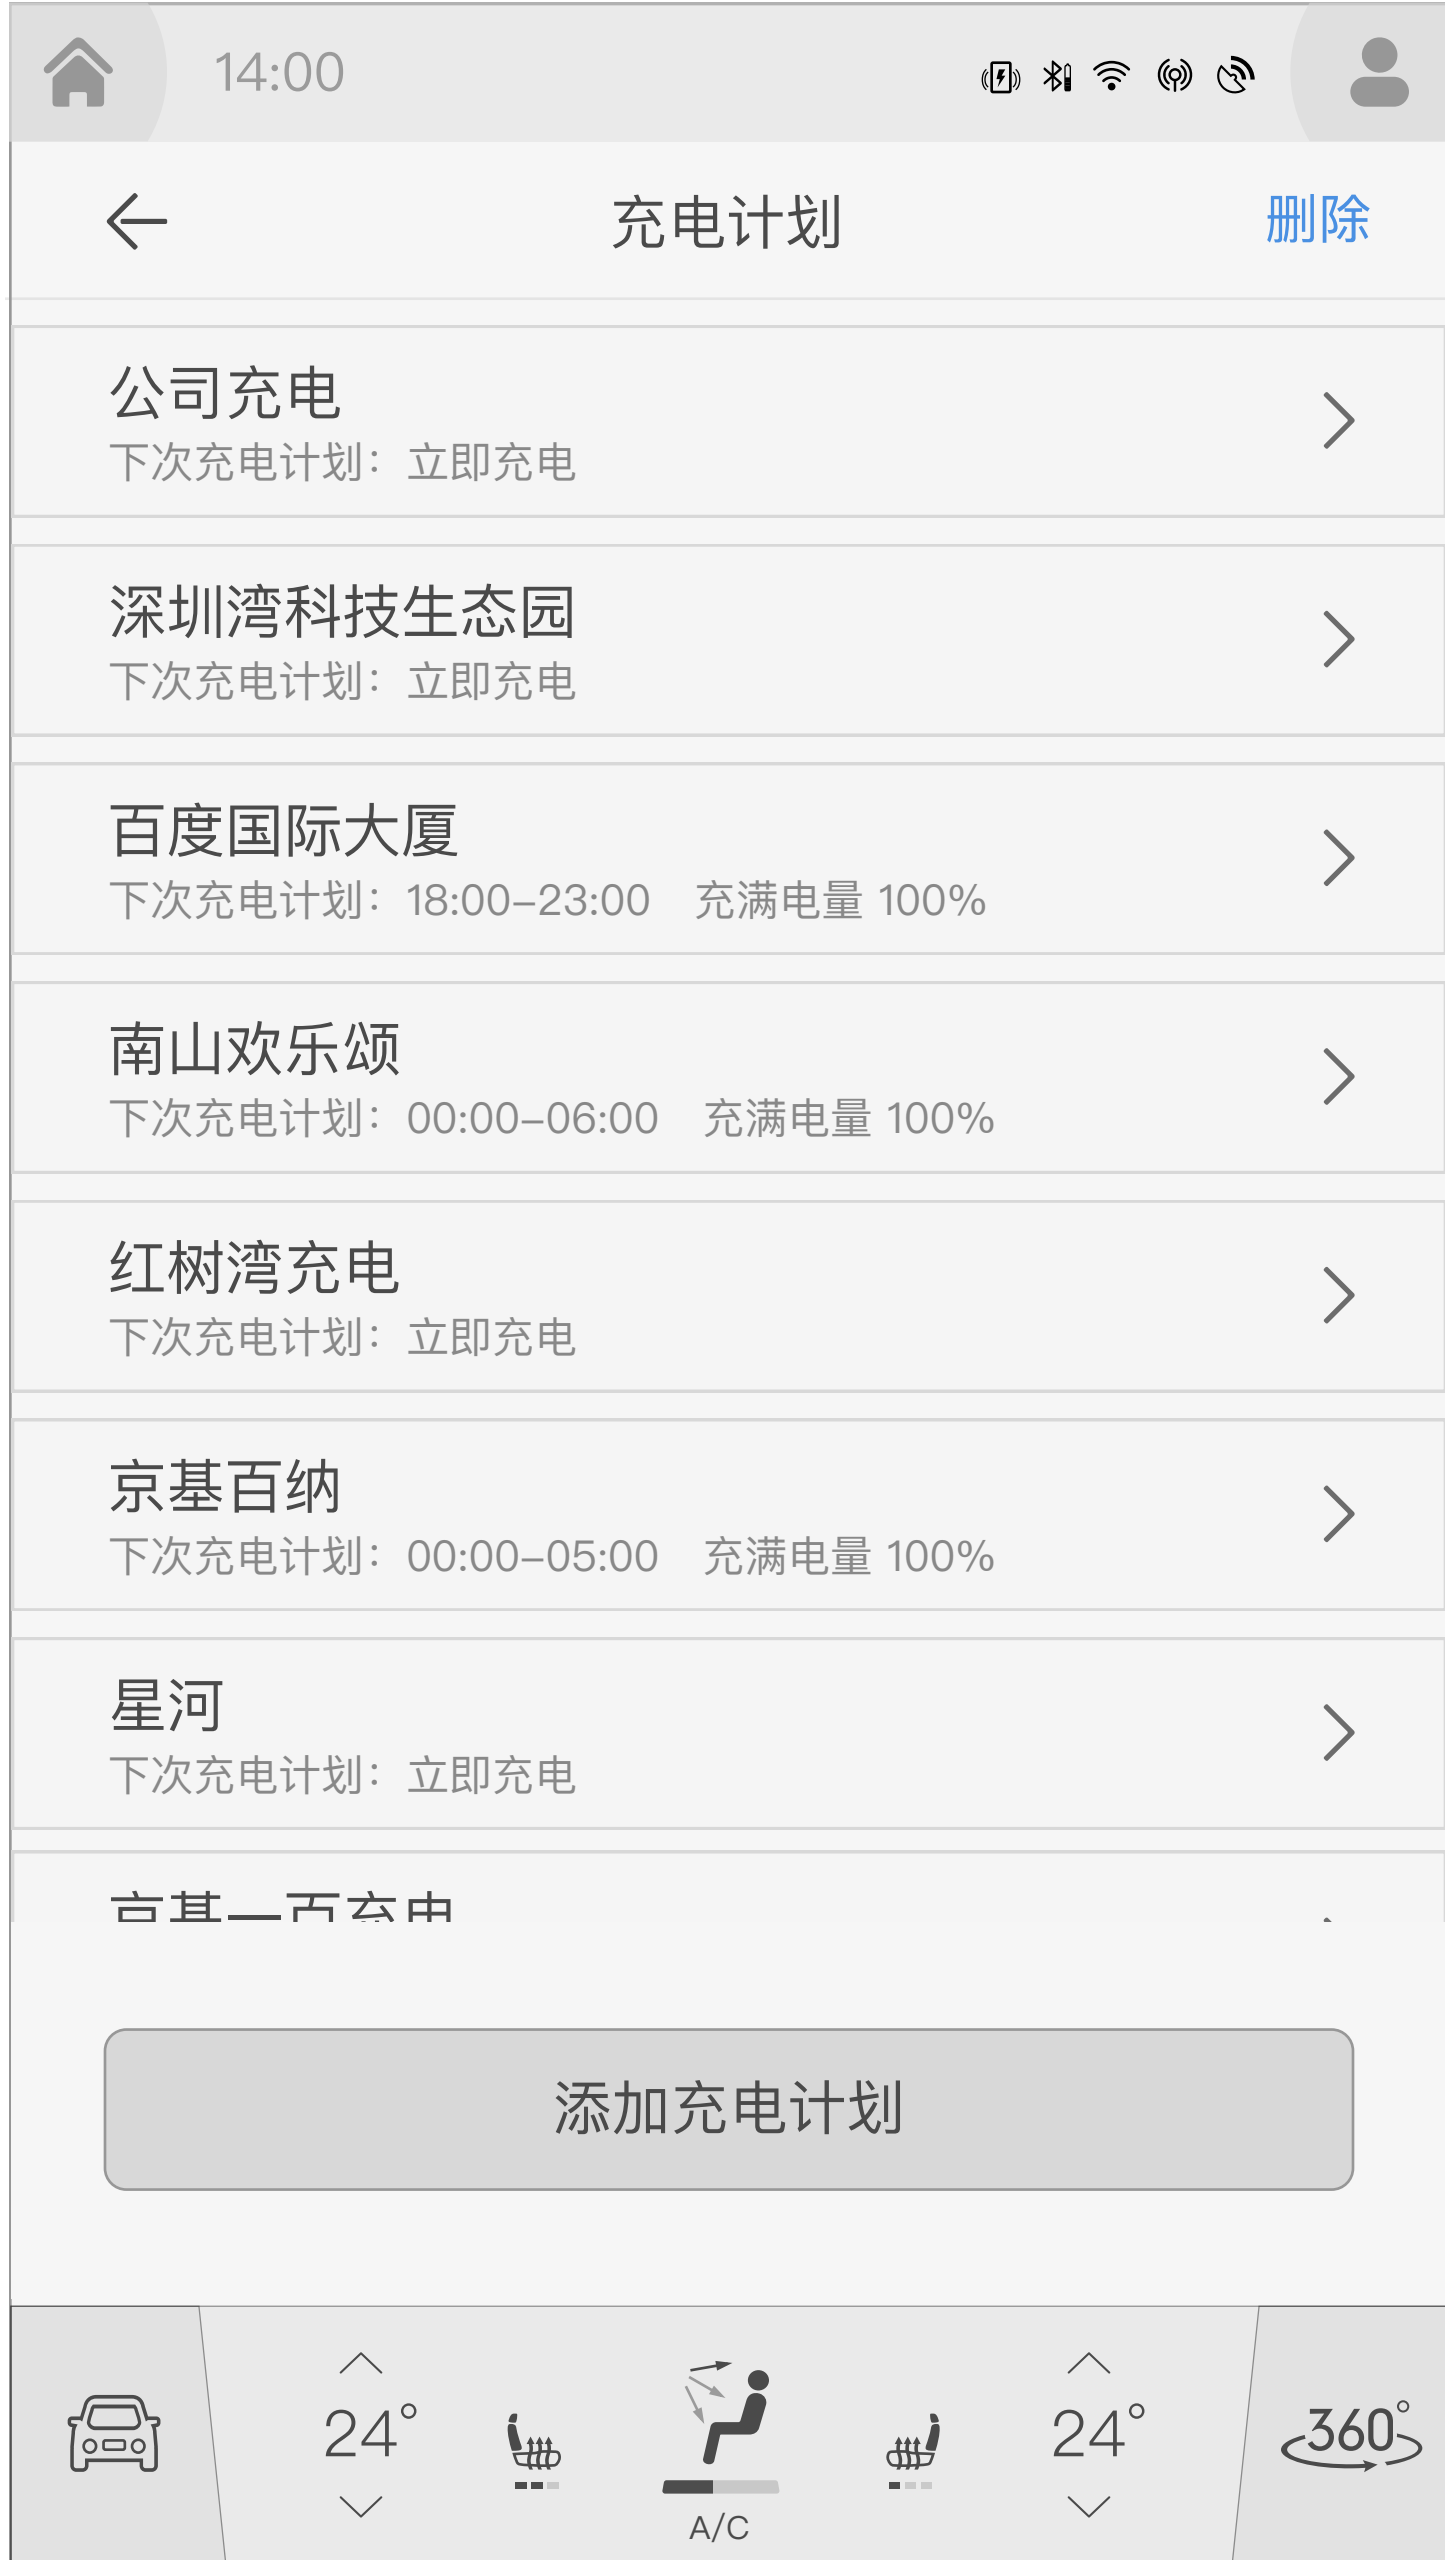 14:00
充电计划
删除
公司充电
下次充电计划：立即充电
深圳湾科技生态园
下次充电计划：立即充电
百度国际大厦
下次充电计划：18:00–23:00 充满电量 100%
南山欢乐颂
下次充电计划：00:00–06:00 充满电量 100%
红树湾充电
下次充电计划：立即充电
京基百纳
下次充电计划：00:00–05:00 充满电量 100%
星河
下次充电计划：立即充电
京基一百充电
添加充电计划
24°
24°
360°
A/C